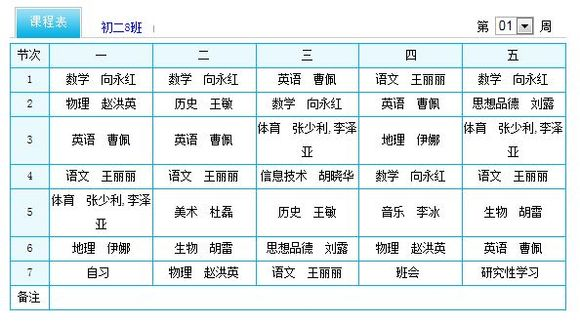 课程表 初二8班 第 01 周
节次 一 二 三 四 五
1 数学 向永红 数学 向永红 英语 曹佩 语文 王丽丽 数学 向永红
2 物理 赵洪英 历史 王敏 数学 向永红 英语 曹佩 思想品德 刘露
3 英语 曹佩 英语 曹佩 体育 张少利,李泽亚 地理 伊娜 体育 张少利,李泽亚
4 语文 王丽丽 语文 王丽丽 信息技术 胡晓华 数学 向永红 语文 王丽丽
5 体育 张少利,李泽亚 美术 杜磊 历史 王敏 音乐 李冰 生物 胡雷
6 地理 伊娜 生物 胡雷 思想品德 刘露 物理 赵洪英 英语 曹佩
7 自习 物理 赵洪英 语文 王丽丽 班会 研究性学习
备注